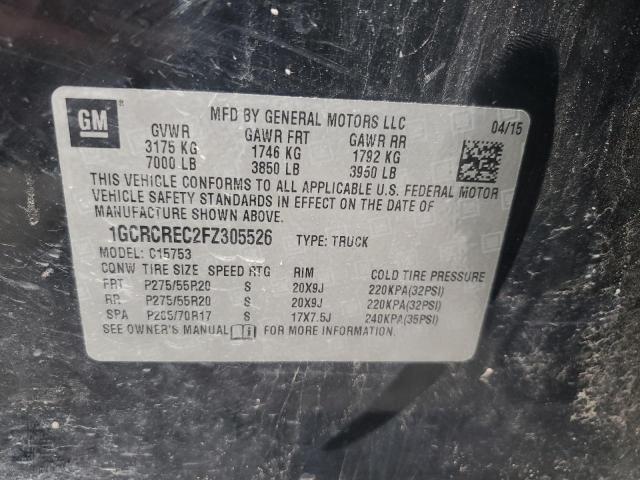 GM
MFD BY GENERAL MOTORS LLC
04/15
GVWR GAWR FRT GAWR RR
3175 KG 1746 KG 1792 KG
7000 LB 3850 LB 3950 LB
THIS VEHICLE CONFORMS TO ALL APPLICABLE U.S. FEDERAL MOTOR
VEHICLE SAFETY STANDARDS IN EFFECT ON THE DATE OF
MANUFACTURE SHOWN ABOVE.
1GCRCREC2FZ305526 TYPE: TRUCK
MODEL: C15753
CONW TIRE SIZE SPEED RTG RIM COLD TIRE PRESSURE
FRT P275/55R20 S 20X9J 220KPA(32PSI)
RR P275/55R20 S 20X9J 220KPA(32PSI)
SPA P265/70R17 S 17X7.5J 240KPA(35PSI)
SEE OWNER'S MANUAL FOR MORE INFORMATION.